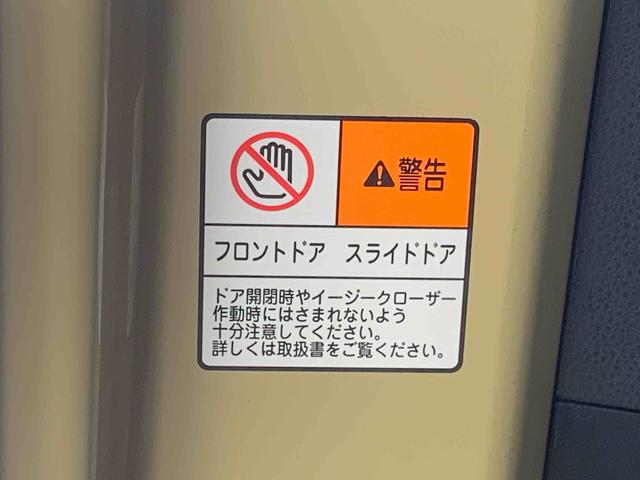 警告
フロントドア スライドドア
ドア開閉時やイージークローザー
作動時にはさまれないよう
十分注意してください。
詳しくは取扱書をご覧ください。